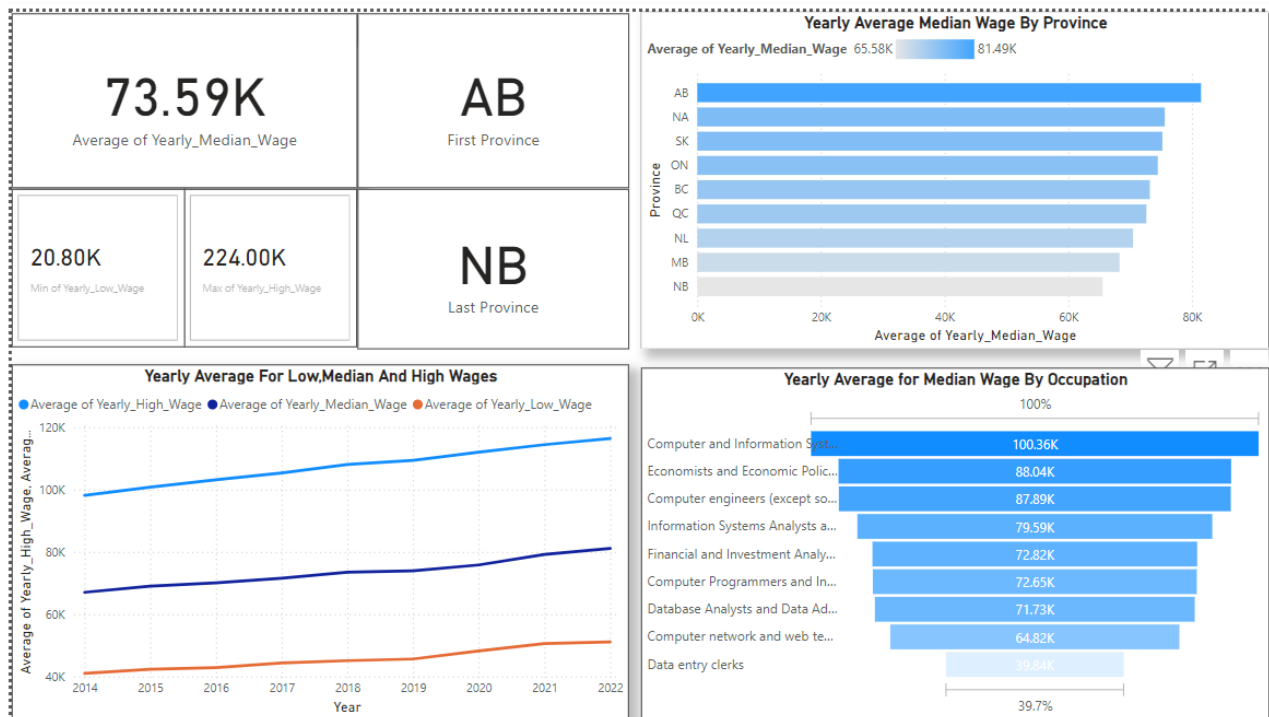 73.59K
Average of Yearly_Median_Wage
AB
First Province
20.80K
Min of Yearly_Low_Wage
224.00K
Max of Yearly_High_Wage
NB
Last Province
Yearly Average Median Wage By Province
Average of Yearly_Median_Wage 65.58K 81.49K
Province
AB
NA
SK
ON
BC
QC
NL
MB
NB
0K 20K 40K 60K 80K
Average of Yearly_Median_Wage
Yearly Average For Low,Median And High Wages
Average of Yearly_High_Wage Average of Yearly_Median_Wage Average of Yearly_Low_Wage
Average of Yearly_High_Wage, Averag...
120K
100K
80K
60K
40K
2014 2015 2016 2017 2018 2019 2020 2021 2022
Year
Yearly Average for Median Wage By Occupation
100%
Computer and Information Syst... 100.36K
Economists and Economic Polic... 88.04K
Computer engineers (except so... 87.89K
Information Systems Analysts a... 79.59K
Financial and Investment Analy... 72.82K
Computer Programmers and In... 72.65K
Database Analysts and Data Ad... 71.73K
Computer network and web te... 64.82K
Data entry clerks 39.84K
39.7%